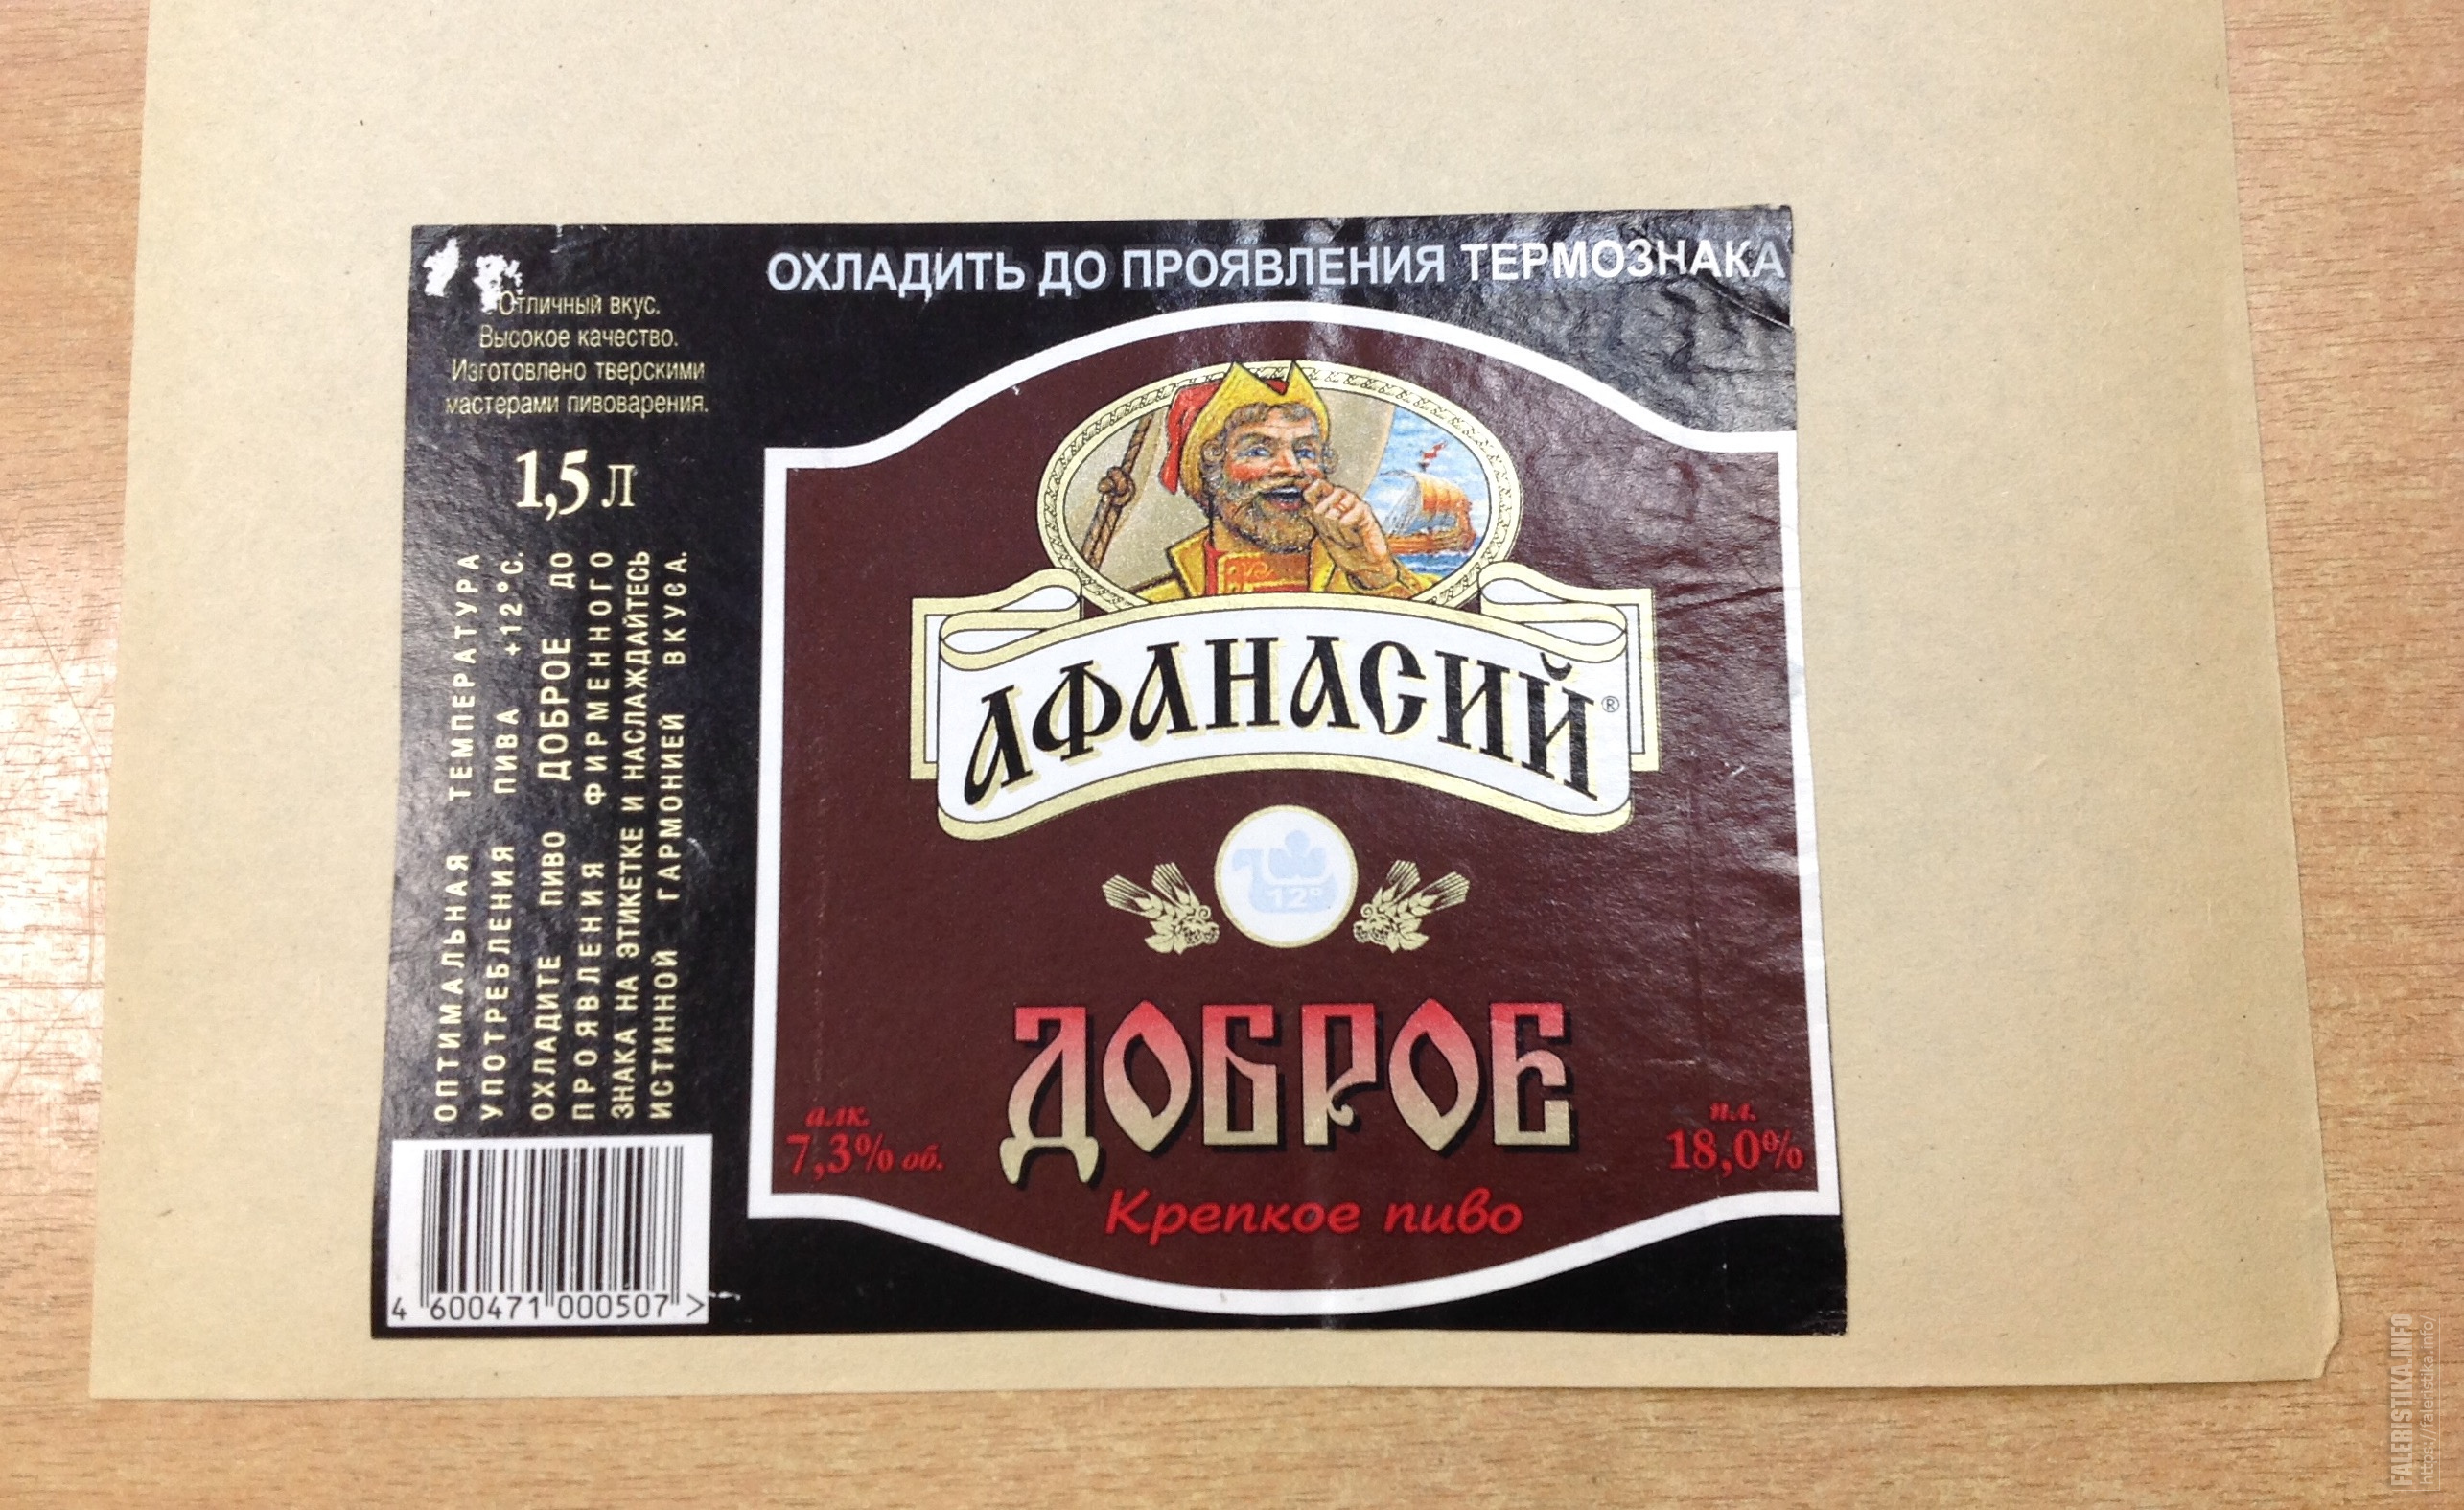 ОХЛАДИТЬ ДО ПРОЯВЛЕНИЯ ТЕРМОЗНАКА
Отличный вкус.
Высокое качество.
Изготовлено тверскими
мастерами пивоварения.
1,5 Л
ОПТИМАЛЬНАЯ ТЕМПЕРАТУРА
УПОТРЕБЛЕНИЯ ПИВА +12°С.
ОХЛАДИТЕ ПИВО ДОБРОЕ ДО
ПРОЯВЛЕНИЯ ФИРМЕННОГО
ЗНАКА НА ЭТИКЕТКЕ И НАСЛАЖДАЙТЕСЬ
ИСТИННОЙ ГАРМОНИЕЙ ВКУСА.
4 600471 000507 >
АФАНАСИЙ®
12°
ДОБРОЕ
алк.
7,3% об.
пл.
18,0%
Крепкое пиво
FALERISTIKA.INFO
https://faleristika.info/